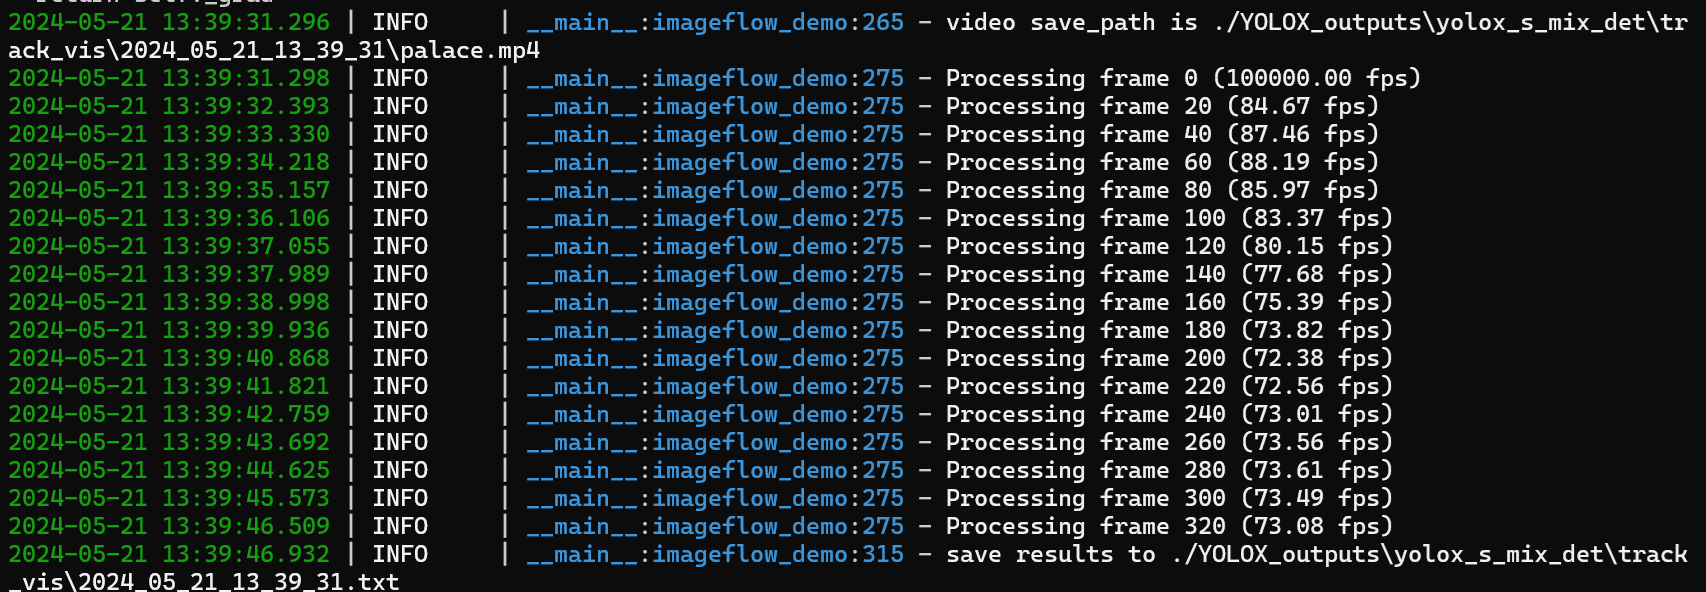 2024-05-21 13:39:31.296 | INFO     | __main__:imageflow_demo:265 - video save_path is ./YOLOX_outputs\yolox_s_mix_det\tr
ack_vis\2024_05_21_13_39_31\palace.mp4
2024-05-21 13:39:31.298 | INFO     | __main__:imageflow_demo:275 - Processing frame 0 (100000.00 fps)
2024-05-21 13:39:32.393 | INFO     | __main__:imageflow_demo:275 - Processing frame 20 (84.67 fps)
2024-05-21 13:39:33.330 | INFO     | __main__:imageflow_demo:275 - Processing frame 40 (87.46 fps)
2024-05-21 13:39:34.218 | INFO     | __main__:imageflow_demo:275 - Processing frame 60 (88.19 fps)
2024-05-21 13:39:35.157 | INFO     | __main__:imageflow_demo:275 - Processing frame 80 (85.97 fps)
2024-05-21 13:39:36.106 | INFO     | __main__:imageflow_demo:275 - Processing frame 100 (83.37 fps)
2024-05-21 13:39:37.055 | INFO     | __main__:imageflow_demo:275 - Processing frame 120 (80.15 fps)
2024-05-21 13:39:37.989 | INFO     | __main__:imageflow_demo:275 - Processing frame 140 (77.68 fps)
2024-05-21 13:39:38.998 | INFO     | __main__:imageflow_demo:275 - Processing frame 160 (75.39 fps)
2024-05-21 13:39:39.936 | INFO     | __main__:imageflow_demo:275 - Processing frame 180 (73.82 fps)
2024-05-21 13:39:40.868 | INFO     | __main__:imageflow_demo:275 - Processing frame 200 (72.38 fps)
2024-05-21 13:39:41.821 | INFO     | __main__:imageflow_demo:275 - Processing frame 220 (72.56 fps)
2024-05-21 13:39:42.759 | INFO     | __main__:imageflow_demo:275 - Processing frame 240 (73.01 fps)
2024-05-21 13:39:43.692 | INFO     | __main__:imageflow_demo:275 - Processing frame 260 (73.56 fps)
2024-05-21 13:39:44.625 | INFO     | __main__:imageflow_demo:275 - Processing frame 280 (73.61 fps)
2024-05-21 13:39:45.573 | INFO     | __main__:imageflow_demo:275 - Processing frame 300 (73.49 fps)
2024-05-21 13:39:46.509 | INFO     | __main__:imageflow_demo:275 - Processing frame 320 (73.08 fps)
2024-05-21 13:39:46.932 | INFO     | __main__:imageflow_demo:315 - save results to ./YOLOX_outputs\yolox_s_mix_det\track
_vis\2024_05_21_13_39_31.txt